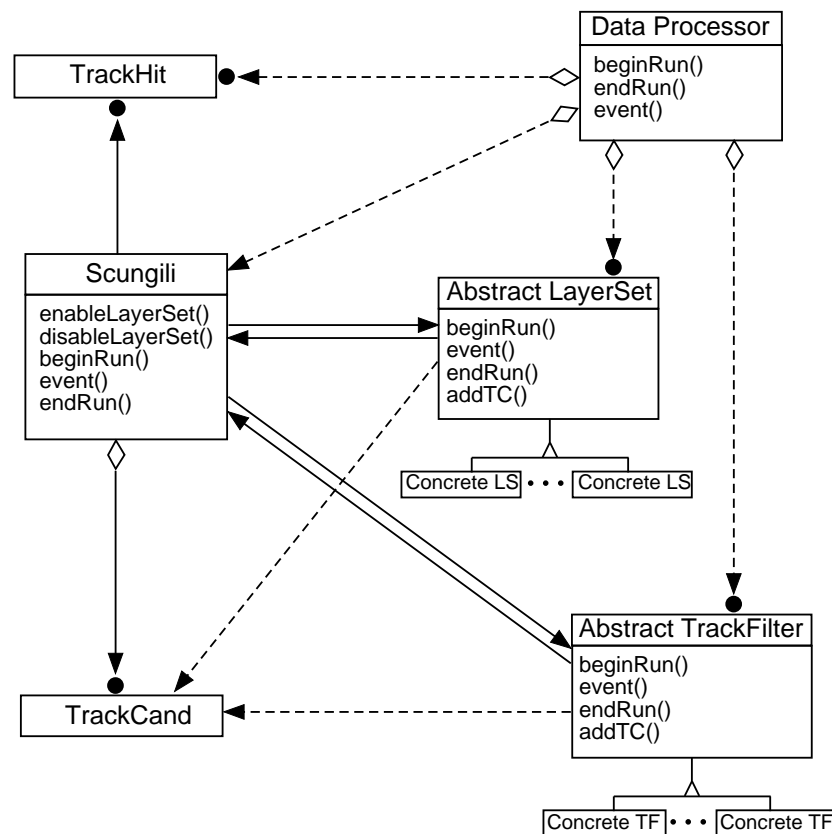 Data Processor
beginRun()
endRun()
event()
TrackHit
Scungili
enableLayerSet()
disableLayerSet()
beginRun()
event()
endRun()
Abstract LayerSet
beginRun()
event()
endRun()
addTC()
Concrete LS • • • Concrete LS
Abstract TrackFilter
beginRun()
event()
endRun()
addTC()
TrackCand
Concrete TF • • • Concrete TF